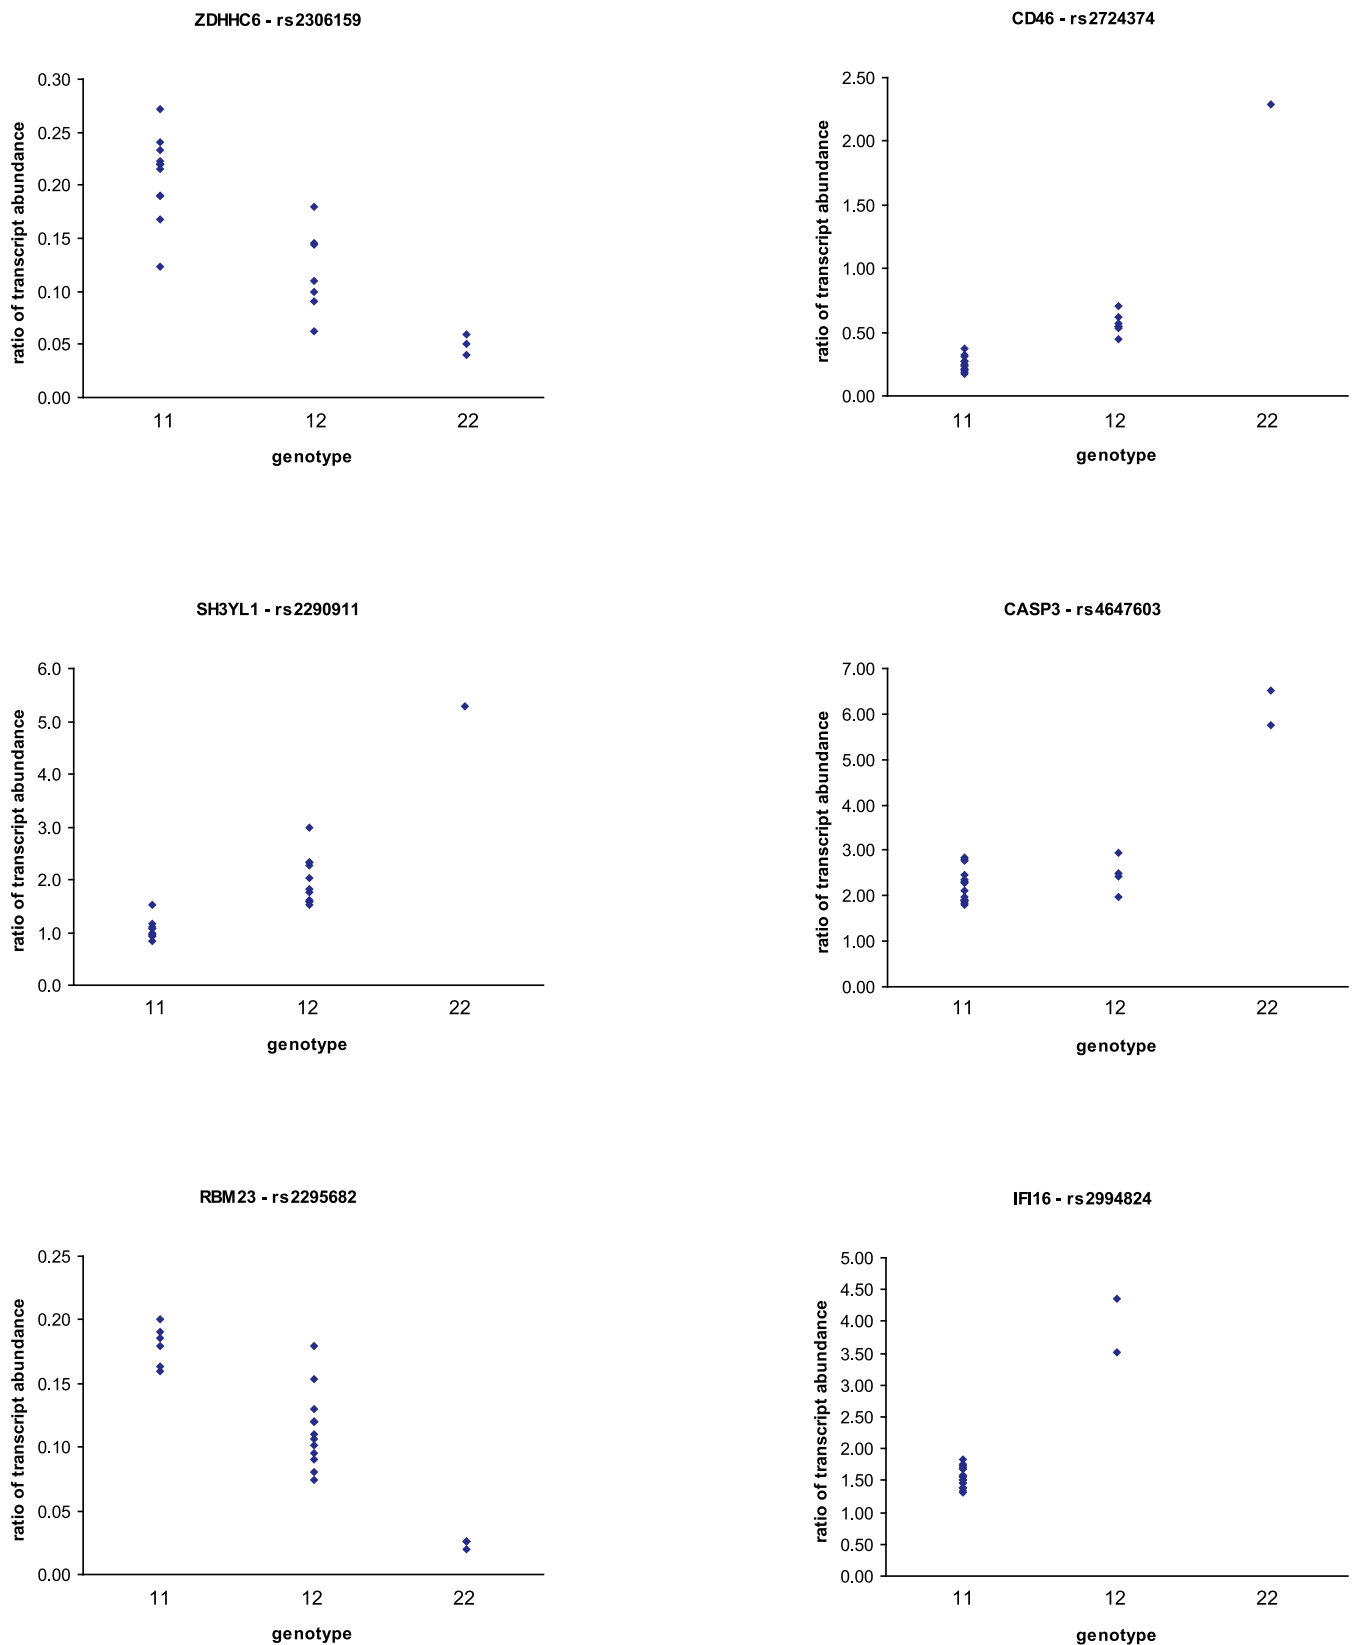 ZDHHC6 - rs2306159
ratio of transcript abundance
0.30
0.25
0.20
0.15
0.10
0.05
0.00
11 12 22
genotype
CD46 - rs2724374
ratio of transcript abundance
2.50
2.00
1.50
1.00
0.50
0.00
11 12 22
genotype
SH3YL1 - rs2290911
ratio of transcript abundance
6.0
5.0
4.0
3.0
2.0
1.0
0.0
11 12 22
genotype
CASP3 - rs4647603
ratio of transcript abundance
7.00
6.00
5.00
4.00
3.00
2.00
1.00
0.00
11 12 22
genotype
RBM23 - rs2295682
ratio of transcript abundance
0.25
0.20
0.15
0.10
0.05
0.00
11 12 22
genotype
IFI16 - rs2994824
ratio of transcript abundance
5.00
4.50
4.00
3.50
3.00
2.50
2.00
1.50
1.00
0.50
0.00
11 12 22
genotype